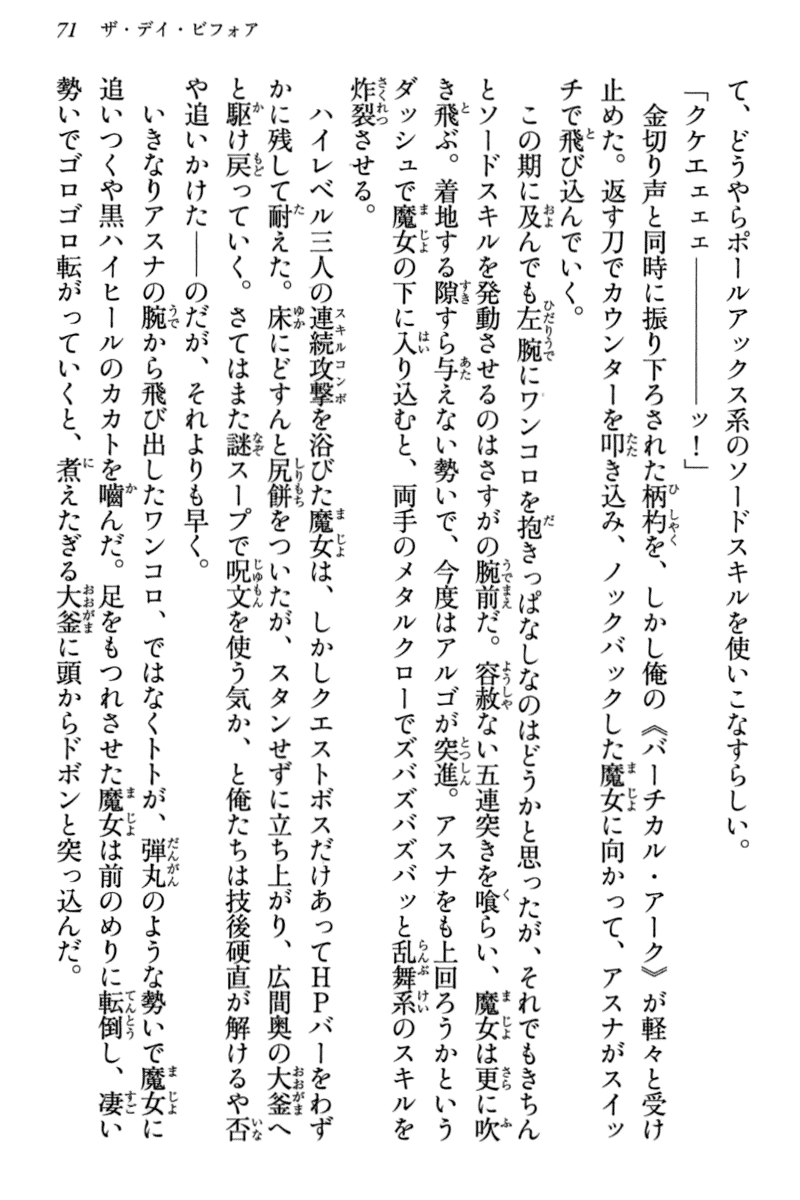 71 ザ・デイ・ビフォア
て、どうやらポールアックス系のソードスキルを使いこなすらしい。
「クケエェェェ――――――ッ！」
金切り声と同時に振り下ろされた柄杓を、しかし俺の《バーチカル・アーク》が軽々と受け
止めた。返す刀でカウンターを叩き込み、ノックバックした魔女に向かって、アスナがスイッ
チで飛び込んでいく。
この期に及んでも左腕にワンコロを抱きっぱなしなのはどうかと思ったが、それでもきちん
とソードスキルを発動させるのはさすがの腕前だ。容赦ない五連突きを喰らい、魔女は更に吹
き飛ぶ。着地する隙すら与えない勢いで、今度はアルゴが突進。アスナをも上回ろうかという
ダッシュで魔女の下に入り込むと、両手のメタルクローでズバズバズバッと乱舞系のスキルを
炸裂させる。
ハイレベル三人の連続攻撃を浴びた魔女は、しかしクエストボスだけあってＨＰバーをわず
かに残して耐えた。床にどすんと尻餅をついたが、スタンせずに立ち上がり、広間奥の大釜へ
と駆け戻っていく。さてはまた謎スープで呪文を使う気か、と俺たちは技後硬直が解けるや否
や追いかけた――のだが、それよりも早く。
いきなりアスナの腕から飛び出したワンコロ、ではなくトトが、弾丸のような勢いで魔女に
追いつくや黒ハイヒールのカカトを嚙んだ。足をもつれさせた魔女は前のめりに転倒し、凄い
勢いでゴロゴロ転がっていくと、煮えたぎる大釜に頭からドボンと突っ込んだ。